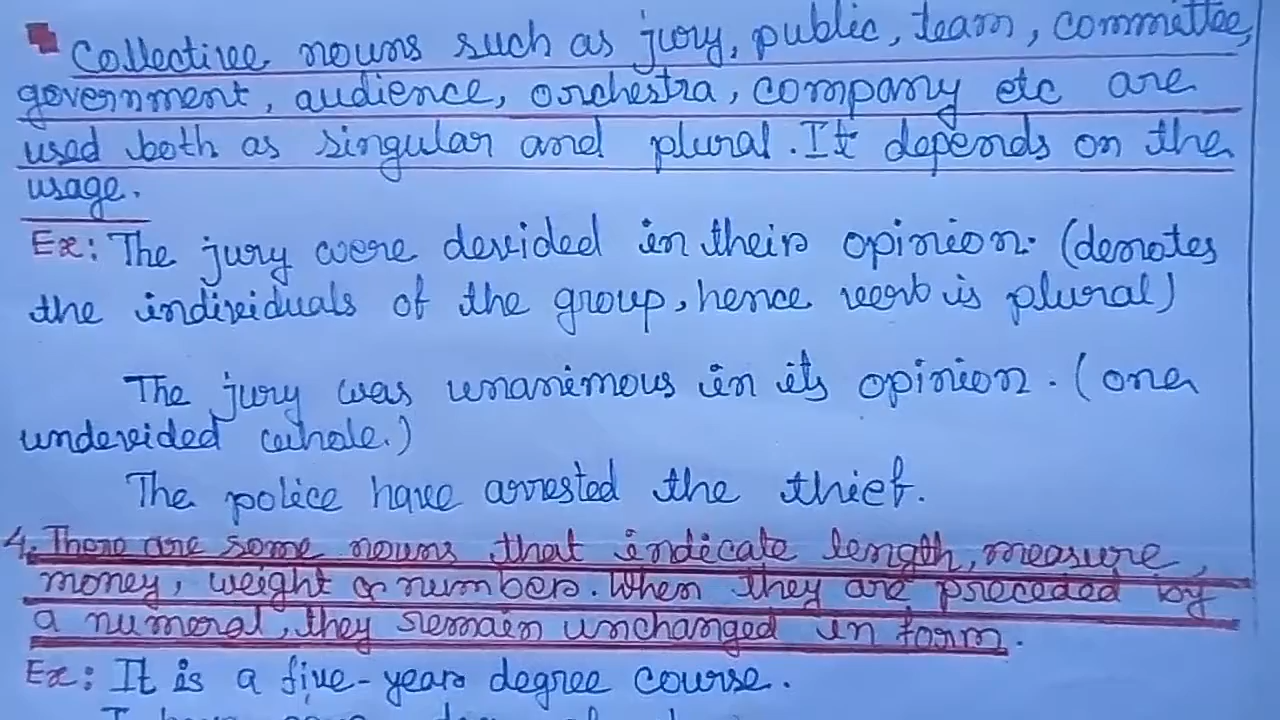 Collective nouns such as jury, public, team, committee,
government, audience, orchestra, company etc are
used both as singular and plural. It depends on the
usage.
Ex: The jury were devided in their opinion. (denotes
the individuals of the group, hence verb is plural)
The jury was unanimous in its opinion. (one
undevided whole.)
The police have arrested the thief.
4. There are some nouns that indicate length, measure,
money, weight or number. When they are preceded by
a numeral, they remain unchanged in form.
Ex: It is a five-year degree course.